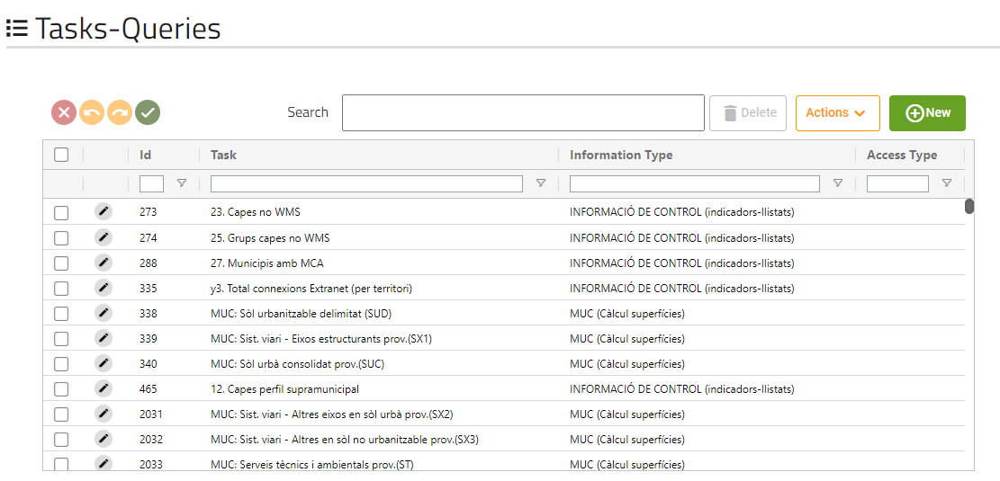 Tasks-Queries
Search Delete Actions New
Id Task Information Type Access Type
273 23. Capes no WMS INFORMACIÓ DE CONTROL (indicadors-llistats)
274 25. Grups capes no WMS INFORMACIÓ DE CONTROL (indicadors-llistats)
288 27. Municipis amb MCA INFORMACIÓ DE CONTROL (indicadors-llistats)
335 y3. Total connexions Extranet (per territori) INFORMACIÓ DE CONTROL (indicadors-llistats)
338 MUC: Sòl urbanitzable delimitat (SUD) MUC (Càlcul superfícies)
339 MUC: Sist. viari - Eixos estructurants prov.(SX1) MUC (Càlcul superfícies)
340 MUC: Sòl urbà consolidat prov.(SUC) MUC (Càlcul superfícies)
465 12. Capes perfil supramunicipal INFORMACIÓ DE CONTROL (indicadors-llistats)
2031 MUC: Sist. viari - Altres eixos en sòl urbà prov.(SX2) MUC (Càlcul superfícies)
2032 MUC: Sist. viari - Altres en sòl no urbanitzable prov.(SX3) MUC (Càlcul superfícies)
2033 MUC: Serveis tècnics i ambientals prov.(ST) MUC (Càlcul superfícies)